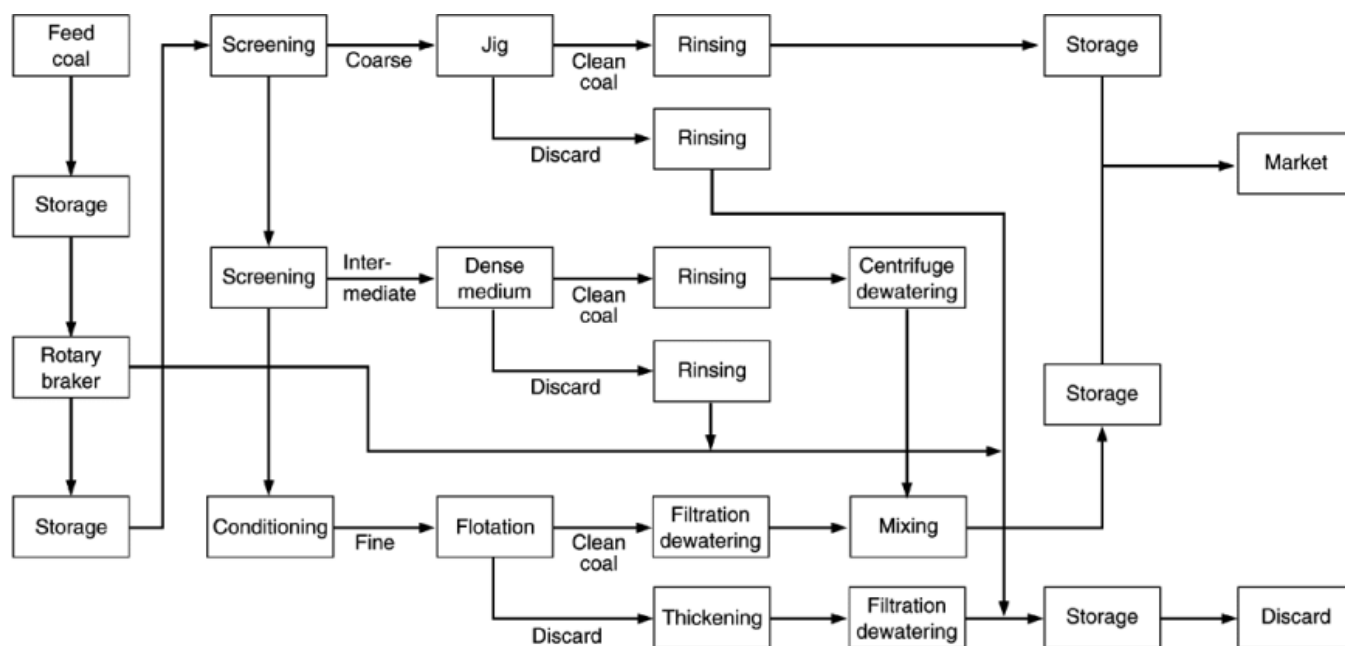 Feed
coal
Screening
Coarse
Jig
Clean
coal
Rinsing
Storage
Discard
Rinsing
Market
Storage
Screening
Inter-
mediate
Dense
medium
Clean
coal
Rinsing
Centrifuge
dewatering
Rotary
braker
Discard
Rinsing
Storage
Storage
Conditioning
Fine
Flotation
Clean
coal
Filtration
dewatering
Mixing
Discard
Thickening
Filtration
dewatering
Storage
Discard